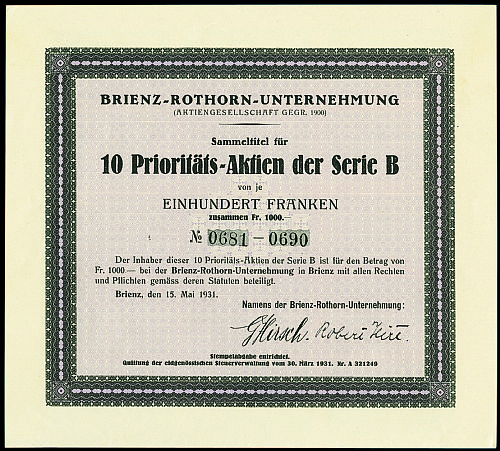 BRIENZ-ROTHORN-UNTERNEHMUNG
(AKTIENGESELLSCHAFT GEGR. 1900)
Sammeltitel für
10 Prioritäts-Aktien der Serie B
von je
EINHUNDERT FRANKEN
zusammen Fr. 1000.—
№ 0681 — 0690
Der Inhaber dieser 10 Prioritäts-Aktien der Serie B ist für den Betrag von
Fr. 1000.— bei der Brienz-Rothorn-Unternehmung in Brienz mit allen Rechten
und Pflichten gemäss deren Statuten beteiligt.
Brienz, den 15. Mai 1931.
Namens der Brienz-Rothorn-Unternehmung:
GHirsch. Robert
Stempelabgabe entrichtet.
Quittung der eidgenössischen Steuerverwaltung vom 30. März 1931. Nr. A 321249